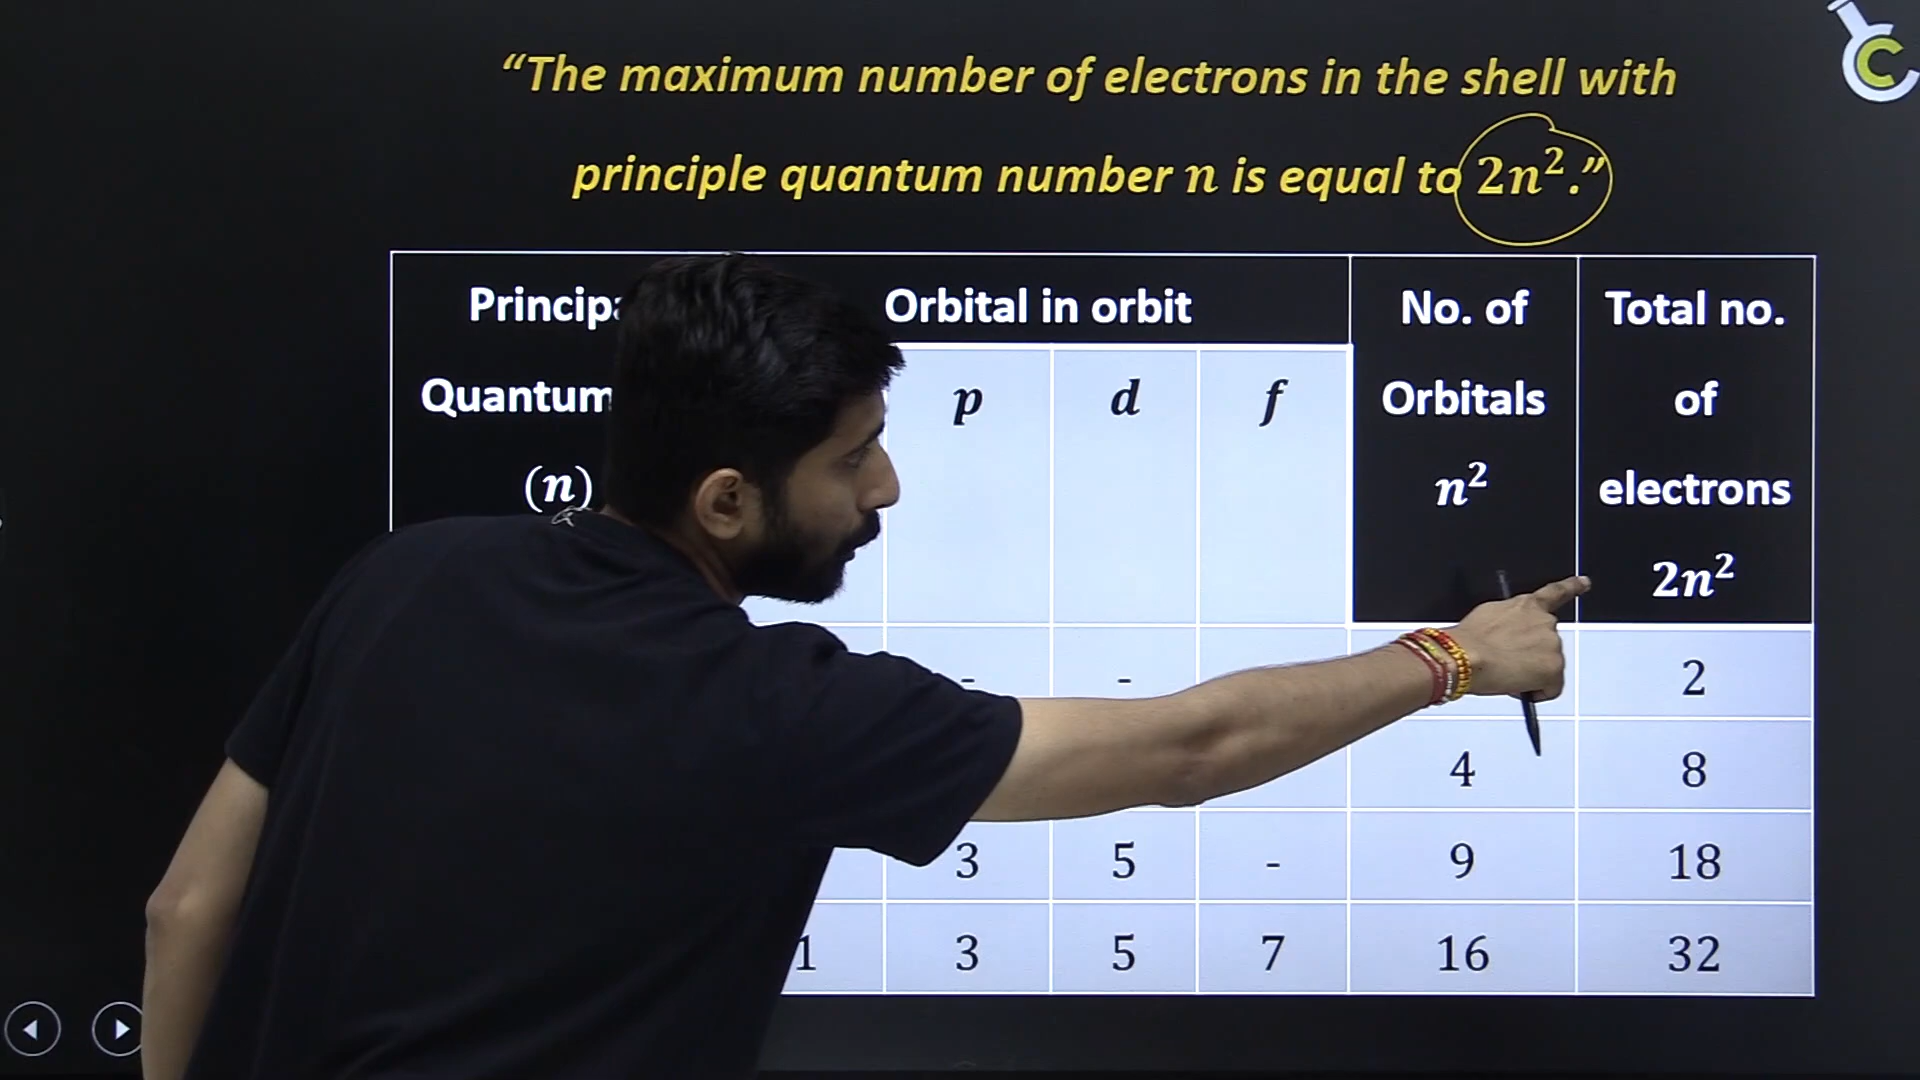 “The maximum number of electrons in the shell with
principle quantum number n is equal to 2n².”
Orbital in orbit
No. of
Orbitals
n²
Total no.
of
electrons
2n²
(n)
p d f
- - 2
4 8
3 5 - 9 18
1 3 5 7 16 32
C